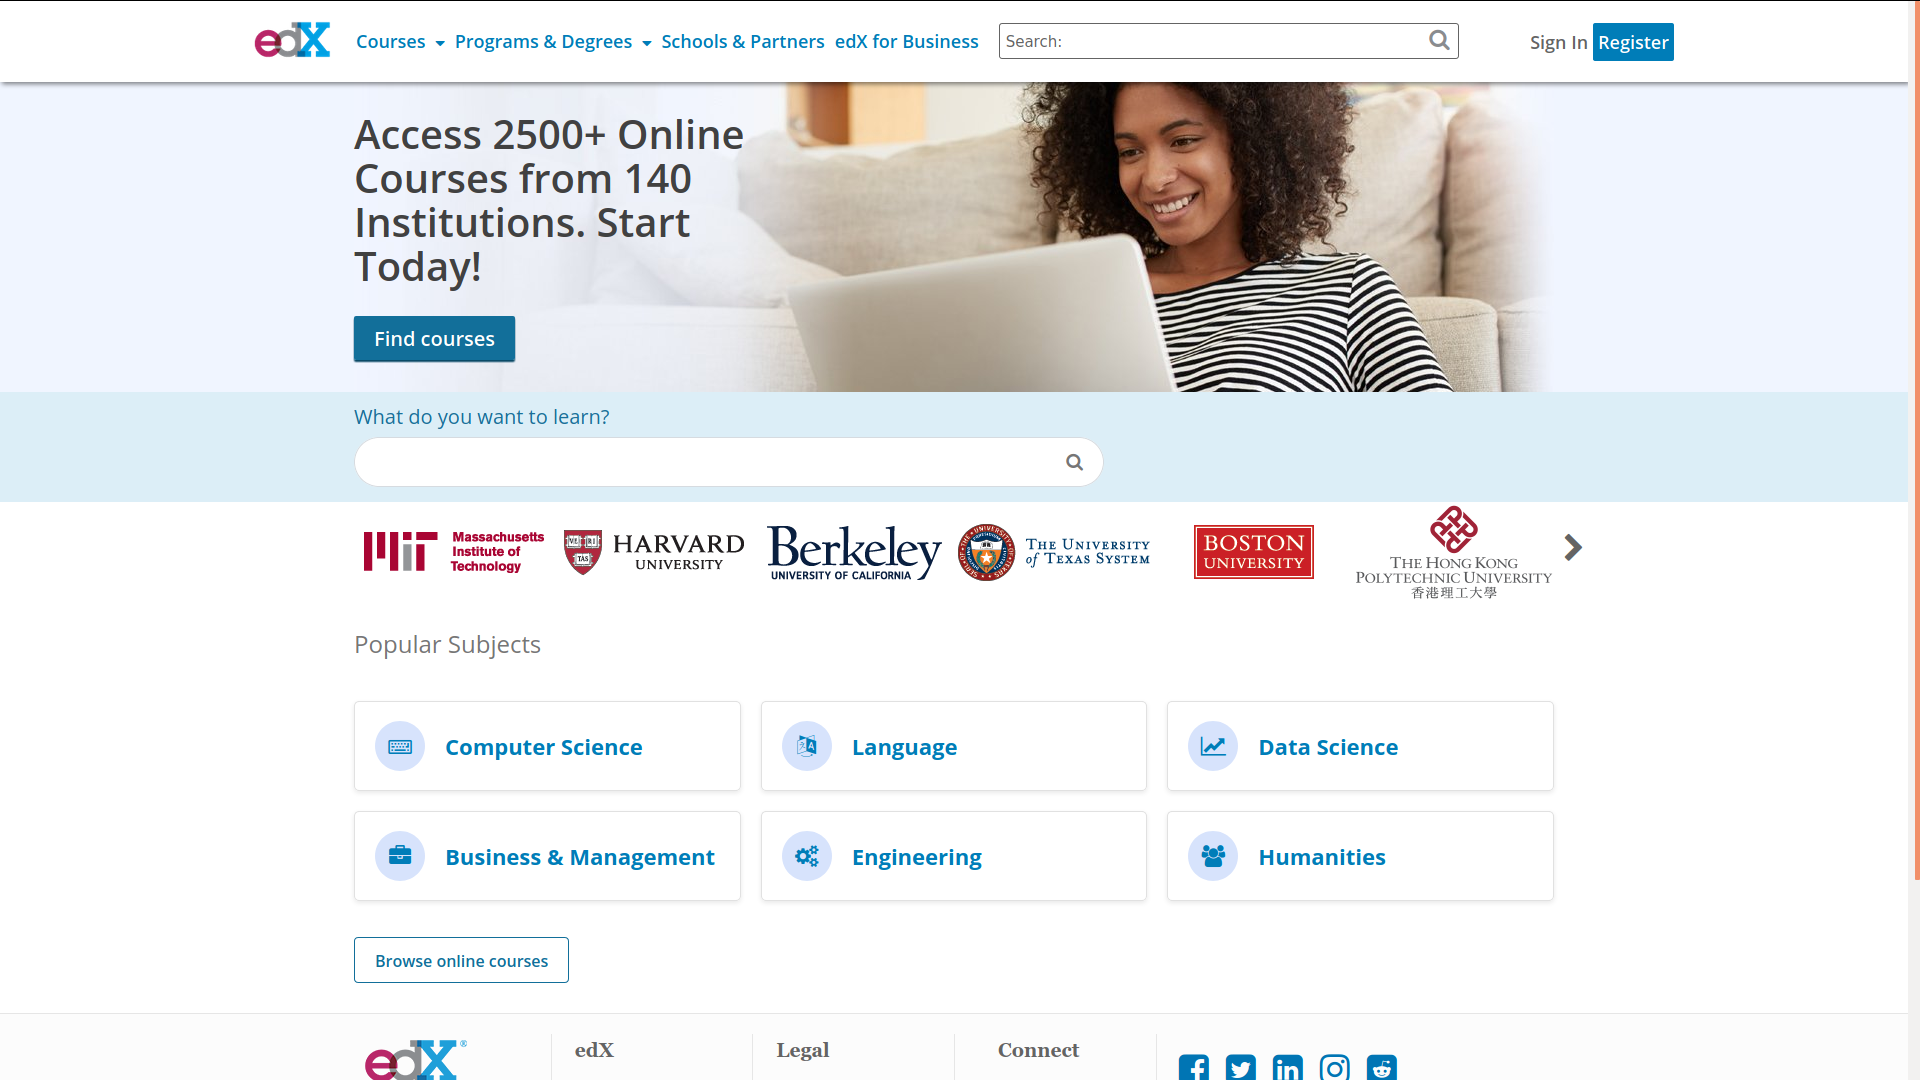 edX
Courses
Programs & Degrees
Schools & Partners
edX for Business
Search:
Sign In
Register
Access 2500+ Online
Courses from 140
Institutions. Start
Today!
Find courses
What do you want to learn?
MIT
Massachusetts
Institute of
Technology
VE RI
TAS
HARVARD
UNIVERSITY
Berkeley
UNIVERSITY OF CALIFORNIA
THE UNIVERSITY
of TEXAS SYSTEM
BOSTON
UNIVERSITY
THE HONG KONG
POLYTECHNIC UNIVERSITY
香港理工大學
Popular Subjects
Computer Science
Language
Data Science
Business & Management
Engineering
Humanities
Browse online courses
edX®
edX
Legal
Connect